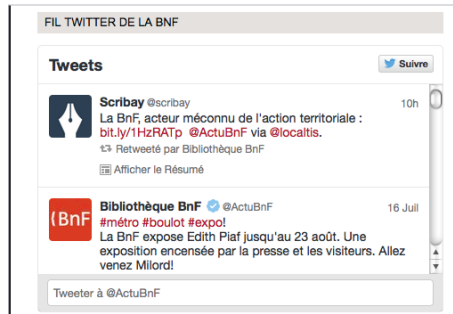 FIL TWITTER DE LA BNF
Tweets
Suivre
Scribay @scribay
10h
La BnF, acteur méconnu de l'action territoriale :
bit.ly/1HzRATp @ActuBnF via @localtis.
Retweeté par Bibliothèque BnF
Afficher le Résumé
(BnF
Bibliothèque BnF @ActuBnF
16 Juil
#métro #boulot #expo!
La BnF expose Edith Piaf jusqu'au 23 août. Une
exposition encensée par la presse et les visiteurs. Allez
venez Milord!
Tweeter à @ActuBnF